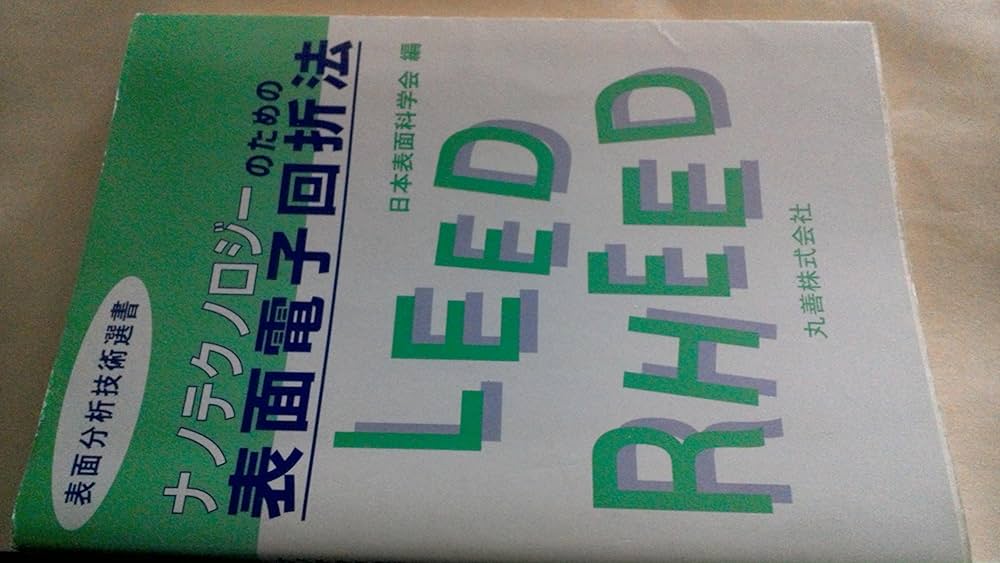 表面分析技術選書
ナノテクノロジーのための
表面電子回折法
日本表面科学会 編
LEED
RHEED
丸善株式会社